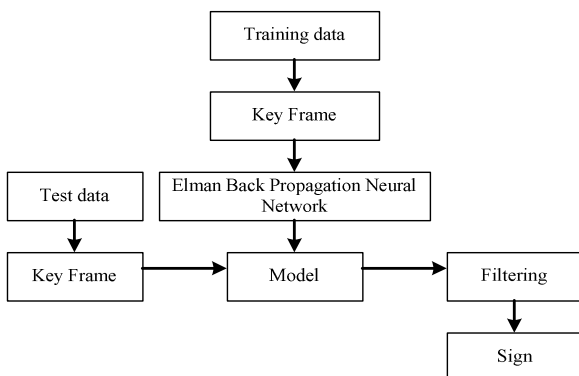 Training data
Key Frame
Elman Back Propagation Neural
Network
Test data
Key Frame
Model
Filtering
Sign